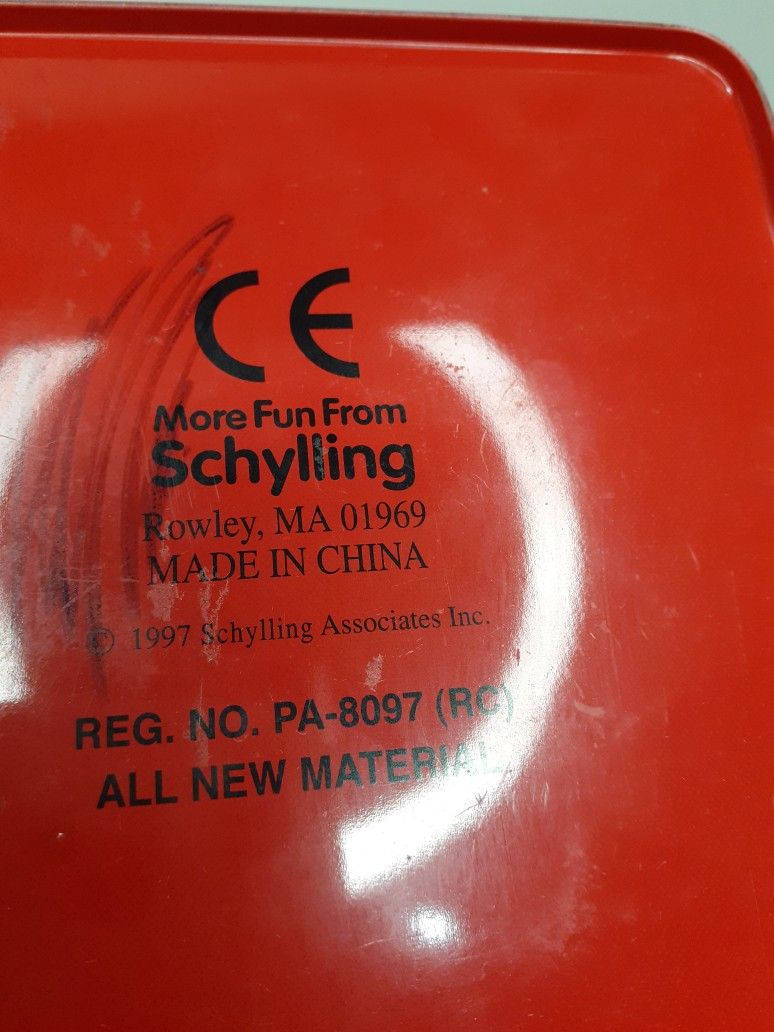 CE
More Fun From
Schylling
Rowley, MA 01969
MADE IN CHINA
© 1997 Schylling Associates Inc.
REG. NO. PA-8097 (RC)
ALL NEW MATERIAL